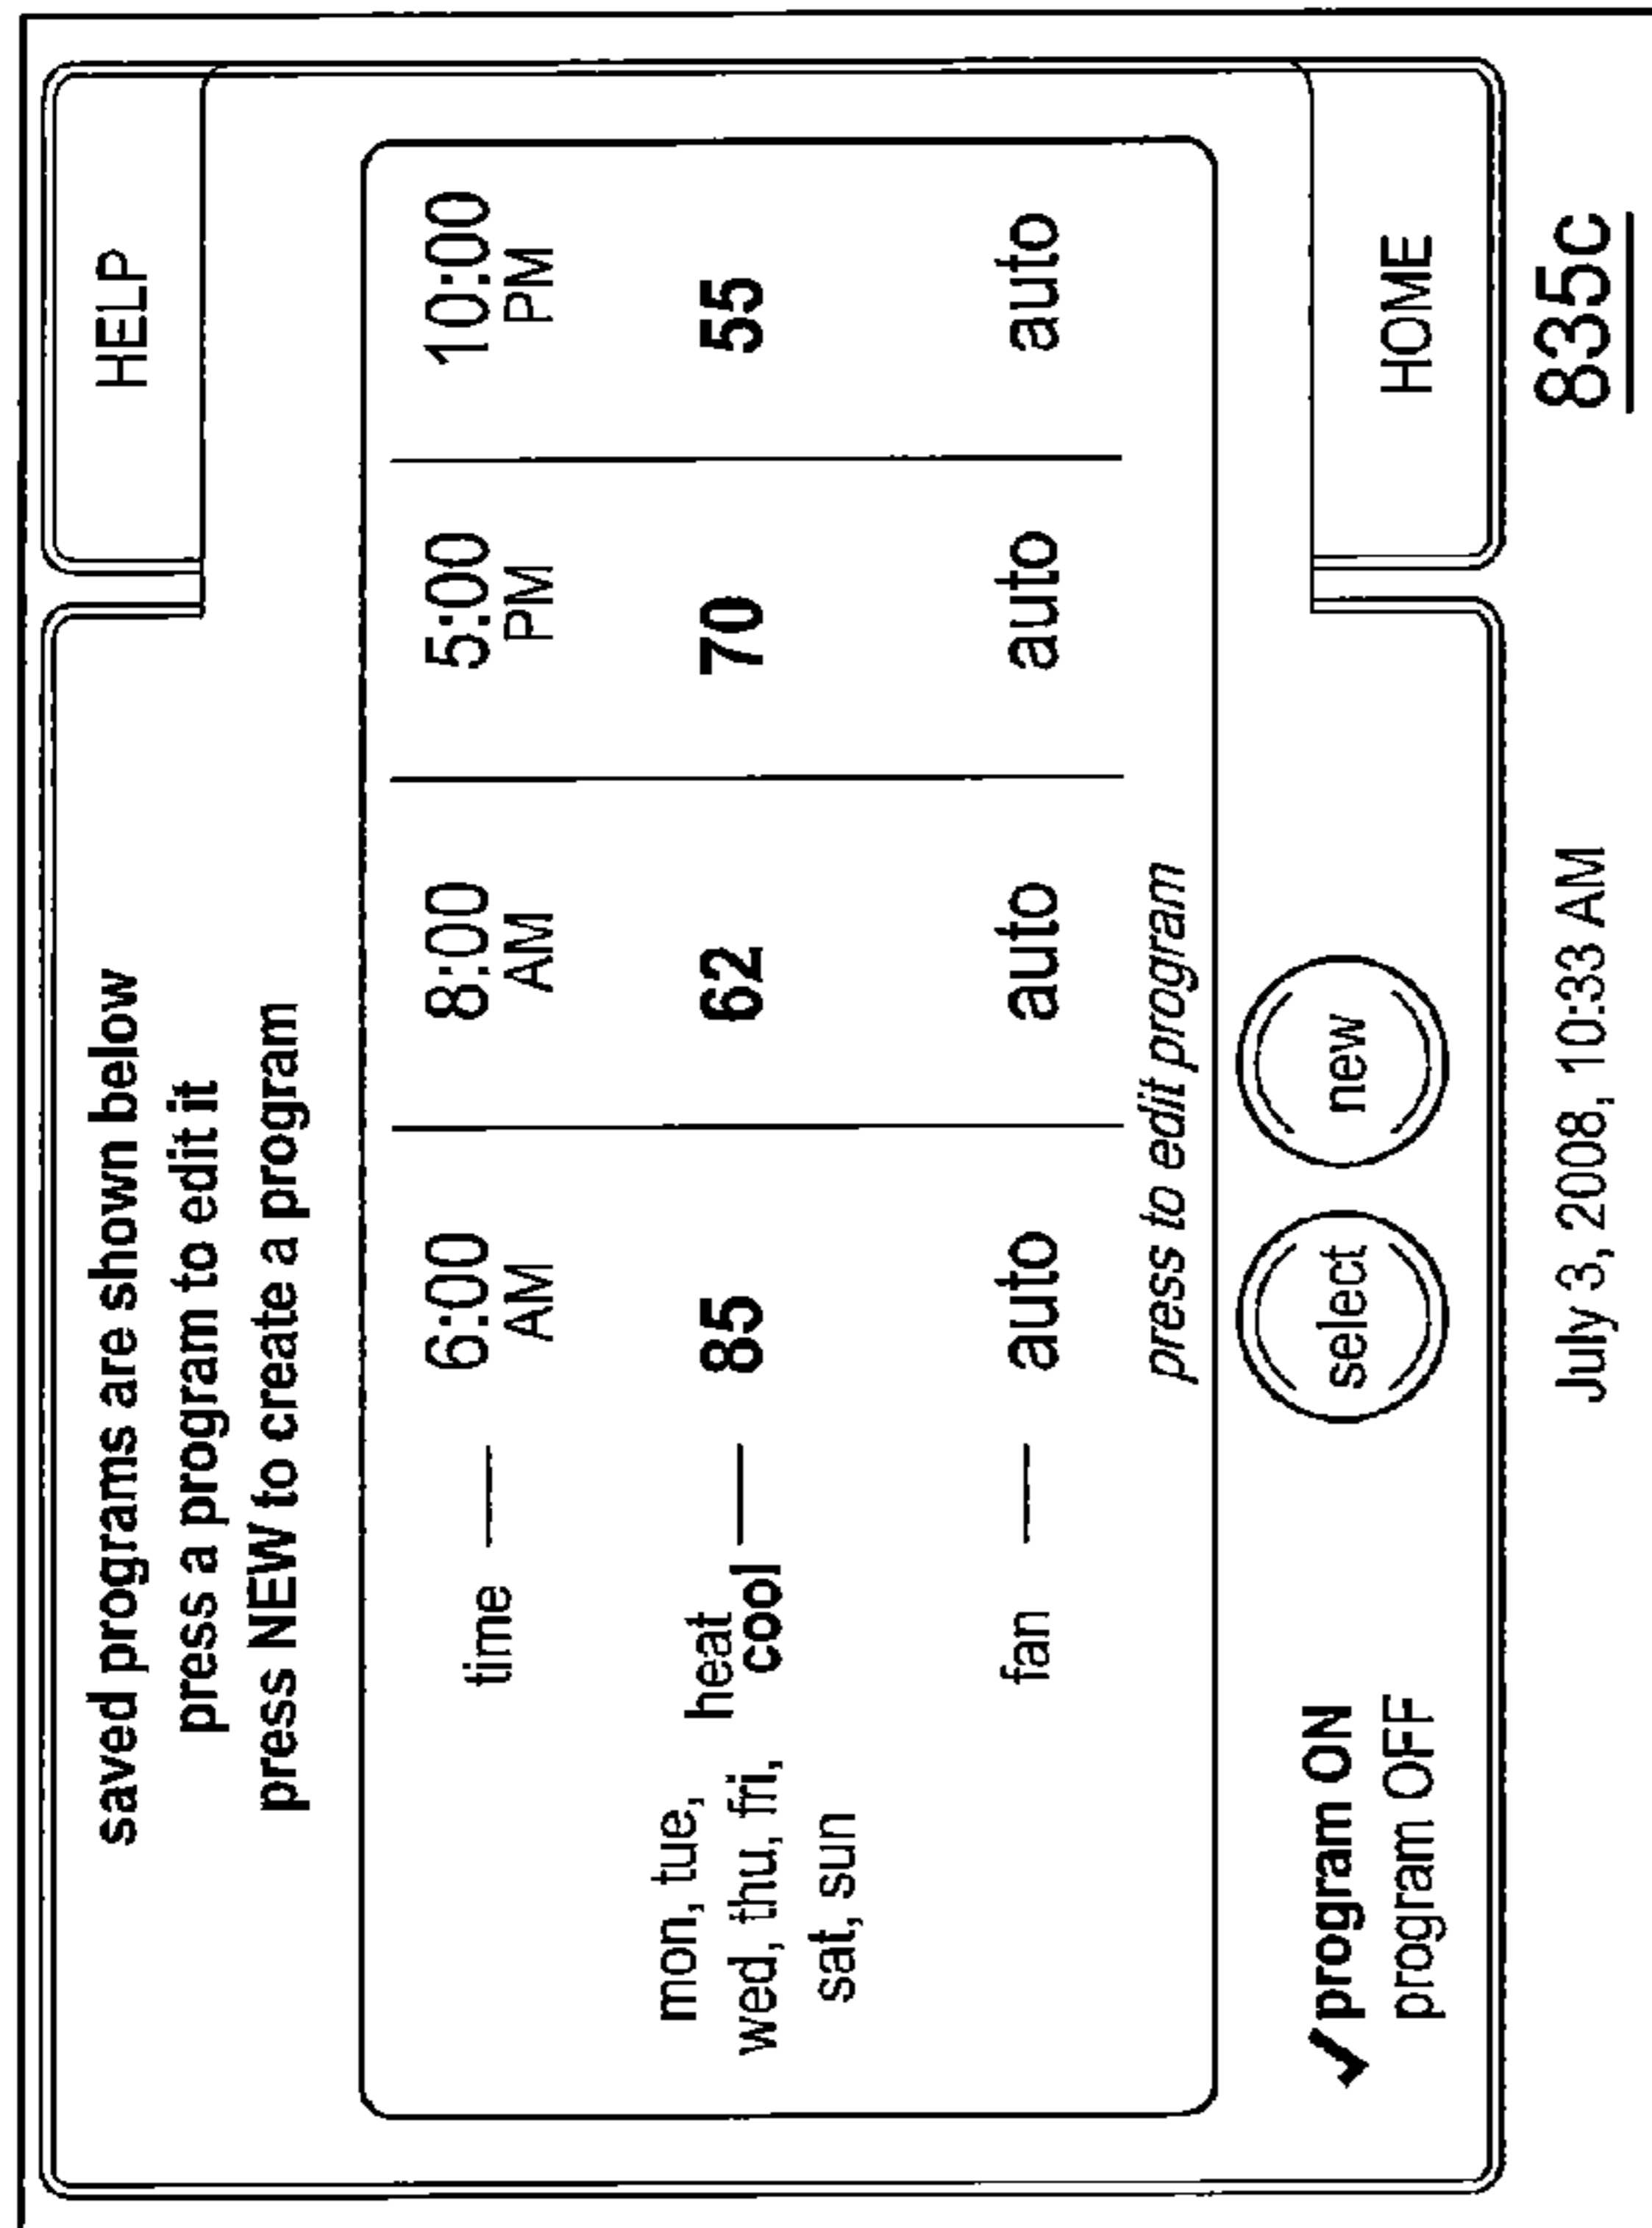 saved programs are shown below
press a program to edit it
press NEW to create a program
HELP
time — 6:00 8:00 5:00 10:00
AM AM PM PM
mon, tue,
wed, thu, fri,
sat, sun
heat
cool — 85 62 70 55
fan — auto auto auto auto
press to edit program
✓program ON
program OFF
select
new
HOME
July 3, 2008, 10:33 AM
835c